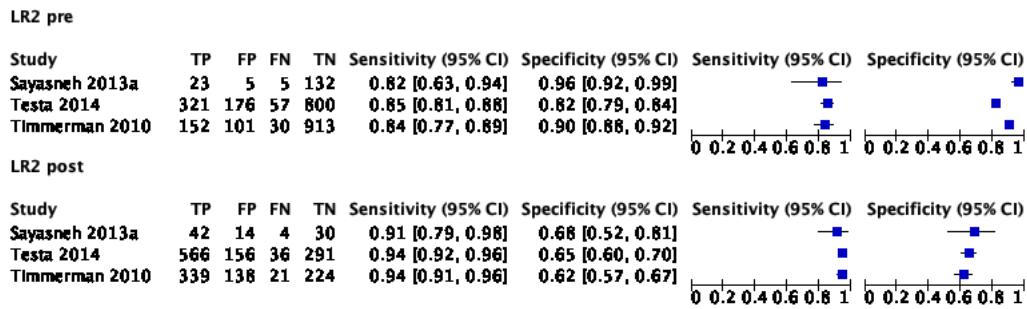 LR2 pre
Study TP FP FN TN Sensitivity (95% CI) Specificity (95% CI) Sensitivity (95% CI) Specificity (95% CI)
Sayasneh 2013a 23 5 5 132 0.82 [0.63, 0.94] 0.96 [0.92, 0.99]
Testa 2014 321 176 57 800 0.85 [0.81, 0.88] 0.82 [0.79, 0.84]
Timmerman 2010 152 101 30 913 0.84 [0.77, 0.89] 0.90 [0.88, 0.92]
0 0.2 0.4 0.6 0.8 1 0 0.2 0.4 0.6 0.8 1
LR2 post
Study TP FP FN TN Sensitivity (95% CI) Specificity (95% CI) Sensitivity (95% CI) Specificity (95% CI)
Sayasneh 2013a 42 14 4 30 0.91 [0.79, 0.98] 0.68 [0.52, 0.81]
Testa 2014 566 156 36 291 0.94 [0.92, 0.96] 0.65 [0.60, 0.70]
Timmerman 2010 339 138 21 224 0.94 [0.91, 0.96] 0.62 [0.57, 0.67]
0 0.2 0.4 0.6 0.8 1 0 0.2 0.4 0.6 0.8 1